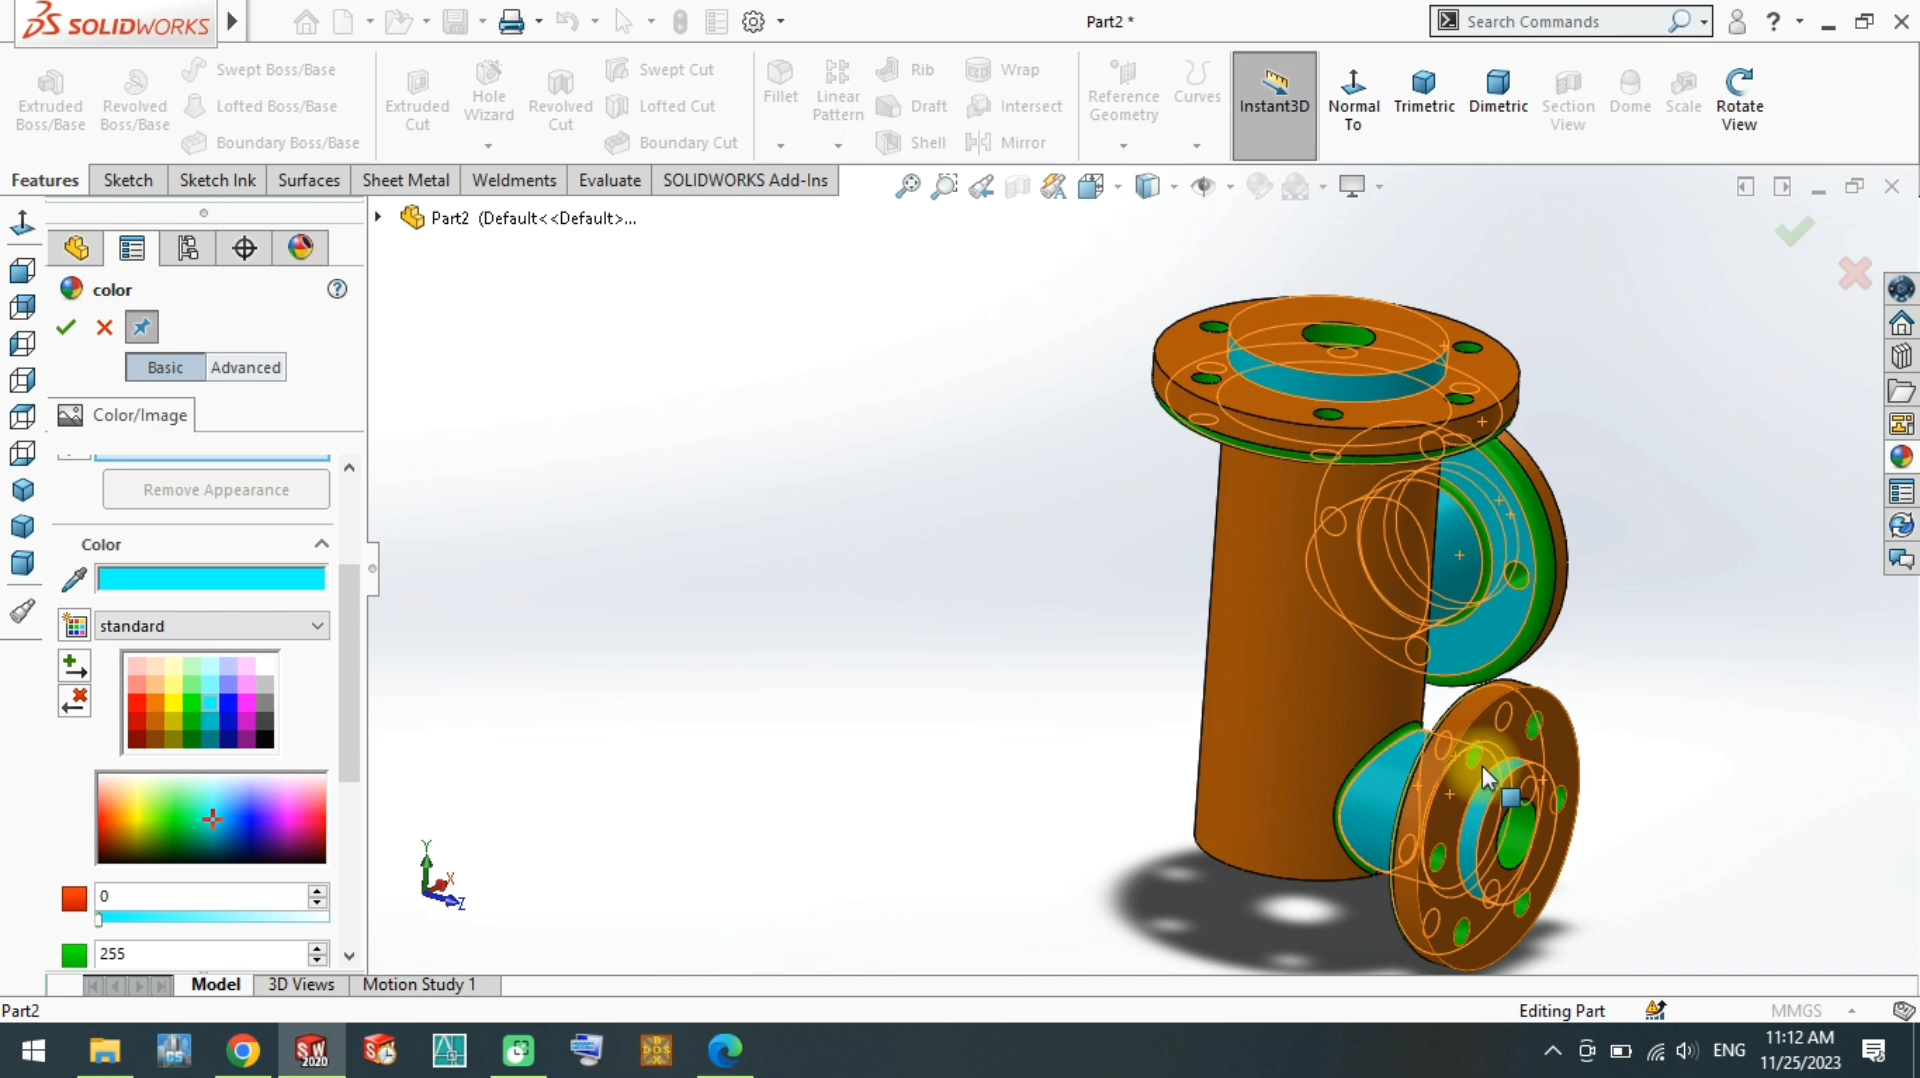 SOLIDWORKS
Part2 *
Search Commands
?
Extruded
Boss/Base
Revolved
Boss/Base
Swept Boss/Base
Lofted Boss/Base
Boundary Boss/Base
Extruded
Cut
Hole
Wizard
Revolved
Cut
Swept Cut
Lofted Cut
Boundary Cut
Fillet
Linear
Pattern
Rib
Draft
Shell
Wrap
Intersect
Mirror
Reference
Geometry
Curves
Instant3D
Normal
To
Trimetric
Dimetric
Section
View
Dome
Scale
Rotate
View
Features
Sketch
Sketch Ink
Surfaces
Sheet Metal
Weldments
Evaluate
SOLIDWORKS Add-Ins
Part2 (Default<<Default>...
color
?
Basic
Advanced
Color/Image
Remove Appearance
Color
standard
0
255
Y
X
Z
Model
3D Views
Motion Study 1
Part2
Editing Part
MMGS
SW
2020
ENG
11:12 AM
11/25/2023